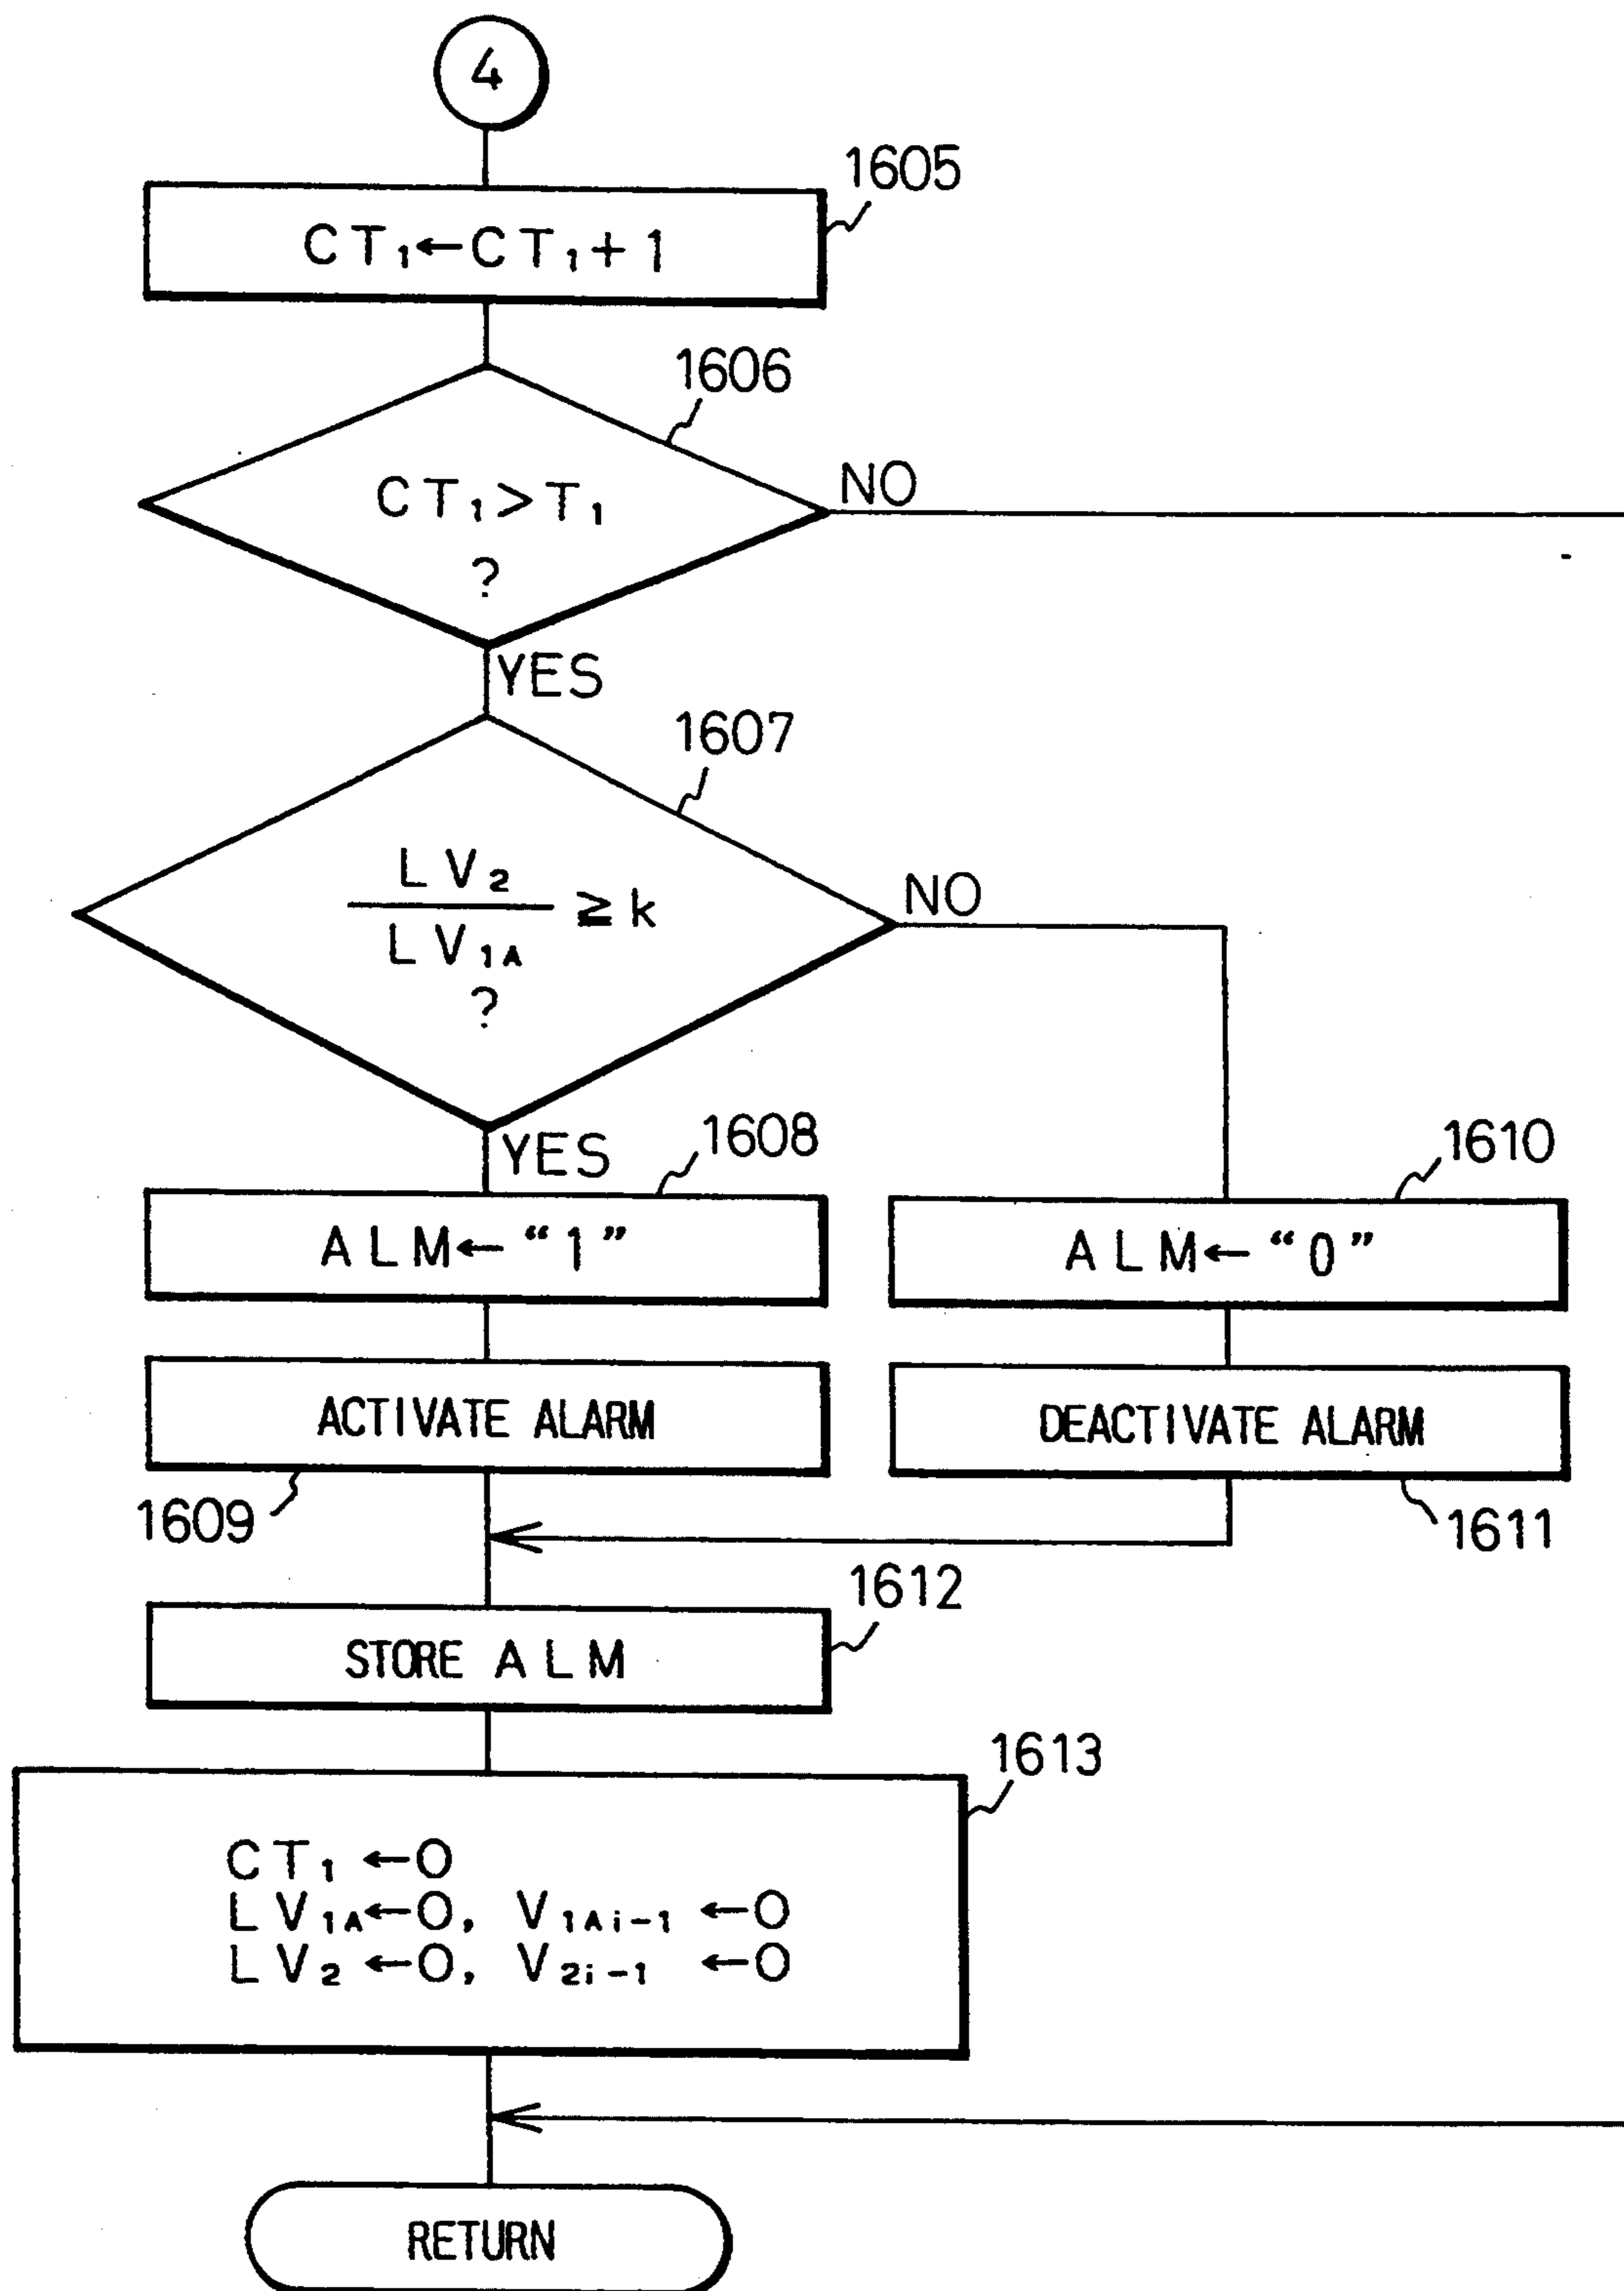 4
1605
CT₁←CT₁+1
1606
CT₁>T₁
?
NO
YES
1607
LV₂
LV₁ₐ
≧k
?
NO
YES
1608
ALM←“1”
1610
ALM←“0”
ACTIVATE ALARM
1609
DEACTIVATE ALARM
1611
1612
STORE ALM
1613
CT₁←0
LV₁A←0, V₁Ai-1←0
LV₂←0, V₂i-1←0
RETURN